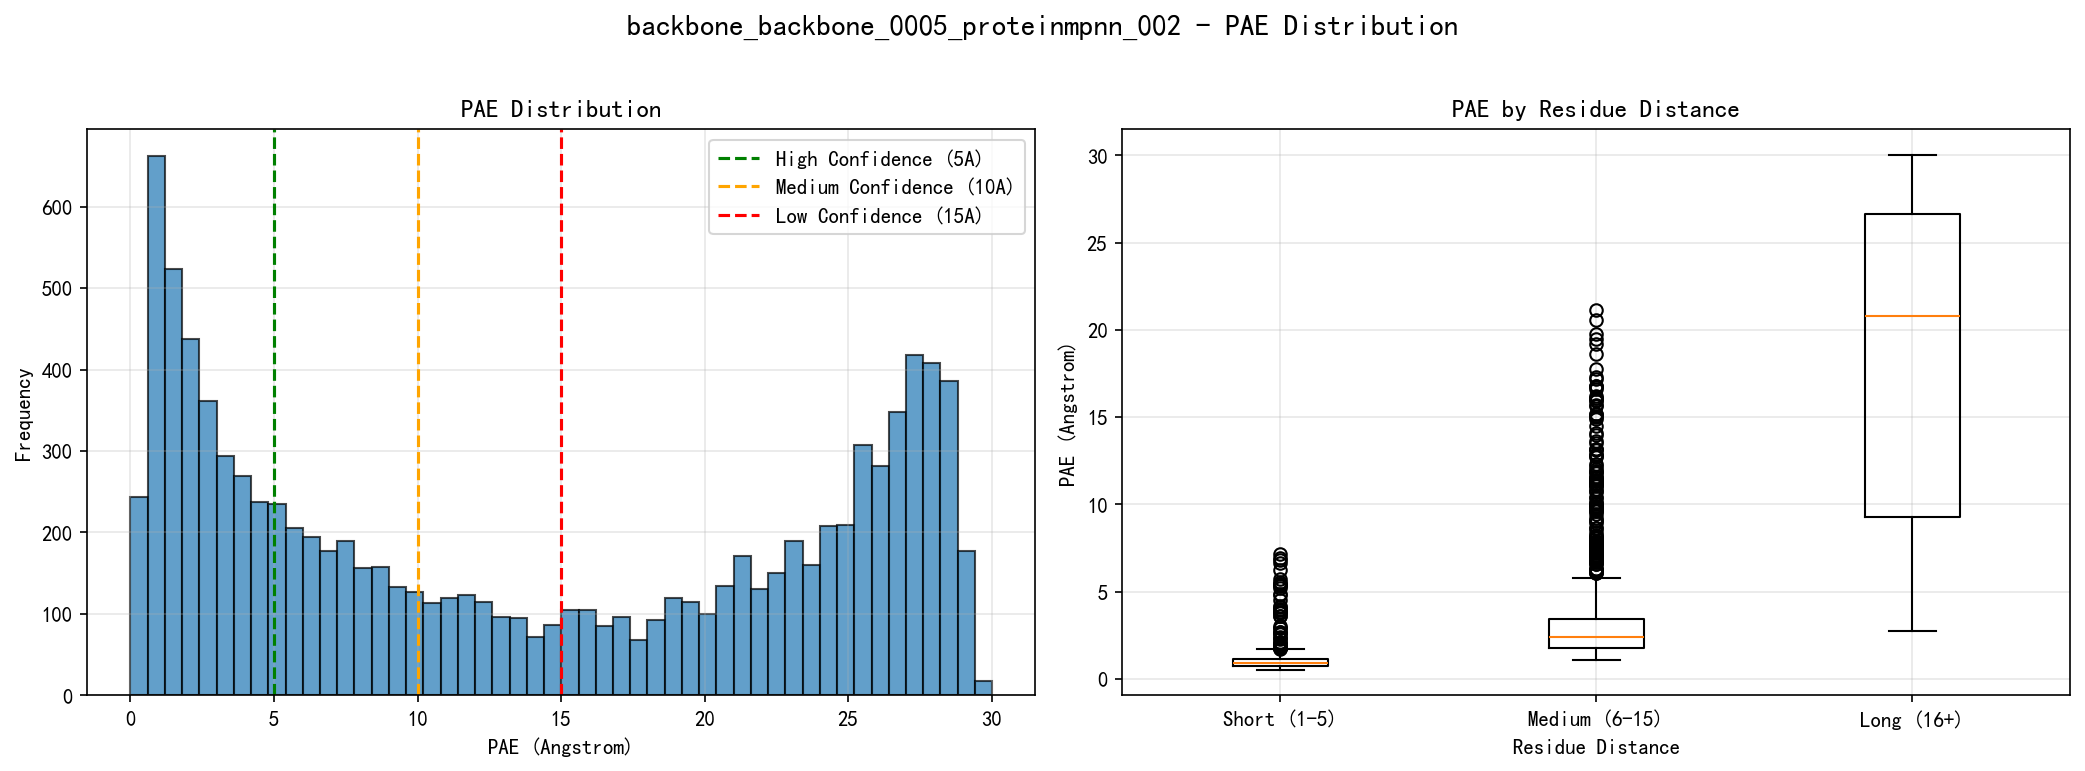 backbone_backbone_0005_proteinmpnn_002 - PAE Distribution
PAE Distribution
High Confidence (5A)
Medium Confidence (10A)
Low Confidence (15A)
Frequency
600
500
400
300
200
100
0
0 5 10 15 20 25 30
PAE (Angstrom)
PAE by Residue Distance
PAE (Angstrom)
30
25
20
15
10
5
0
Short (1-5) Medium (6-15) Long (16+)
Residue Distance